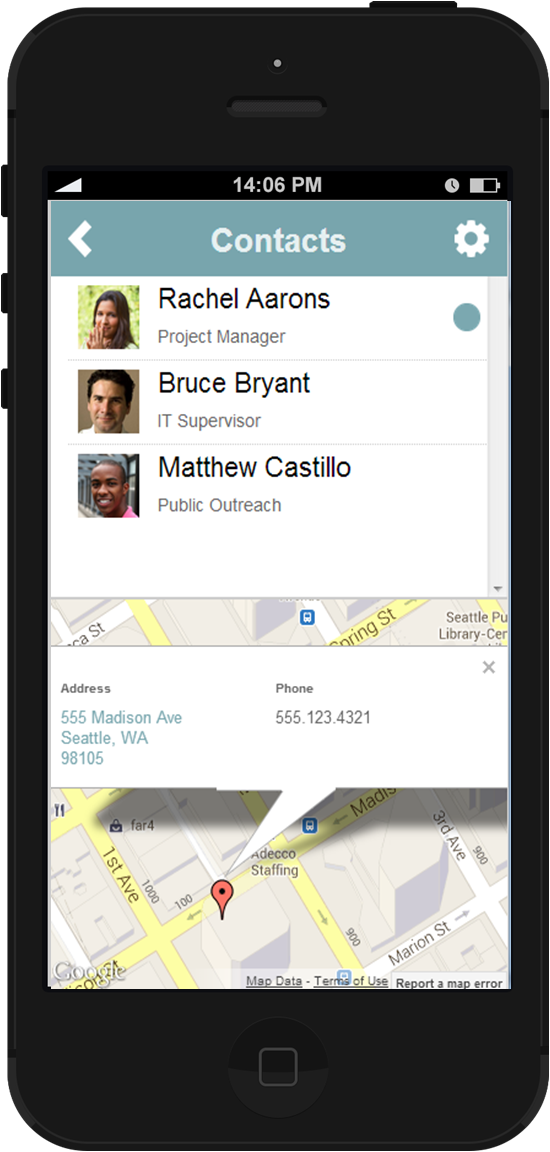 14:06 PM
Contacts
Rachel Aarons
Project Manager
Bruce Bryant
IT Supervisor
Matthew Castillo
Public Outreach
Spring St
Seattle Pu
Library-Cen
ca St
Address
Phone
555 Madison Ave
555.123.4321
Seattle, WA
98105
Madis
far4
3rd Ave
Adecco
Staffing
900
1st Ave
1000
100
900
Marion St
Google
Map Data - Terms of Use
Report a map error